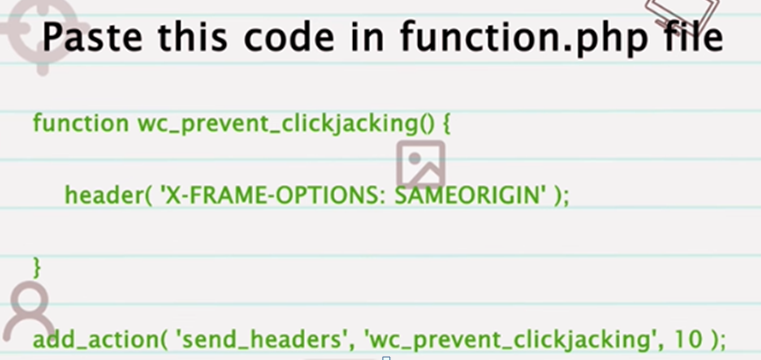 Paste this code in function.php file
function wc_prevent_clickjacking() {
header( 'X-FRAME-OPTIONS: SAMEORIGIN' );
}
add_action( 'send_headers', 'wc_prevent_clickjacking', 10 );